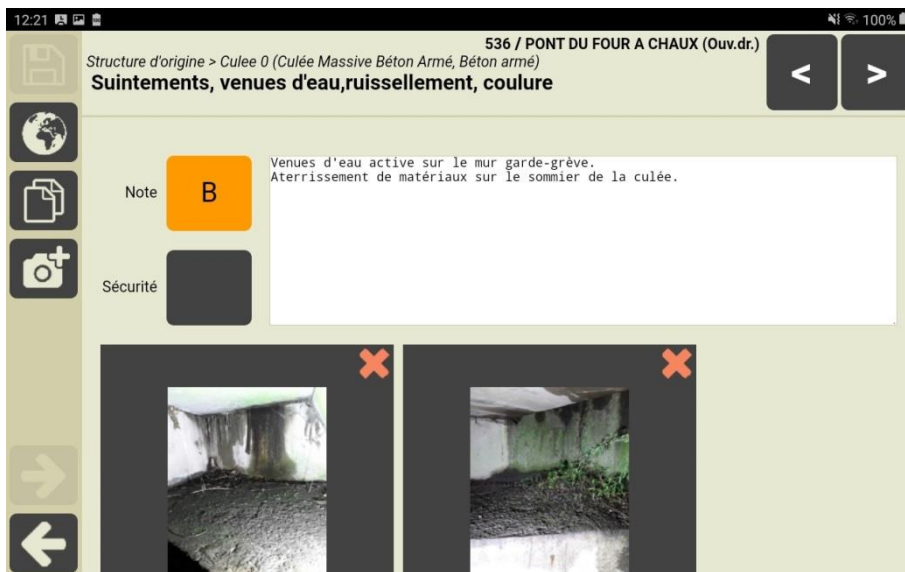 12:21
100%
536 / PONT DU FOUR A CHAUX (Ouv.dr.)
Structure d'origine > Culee 0 (Culée Massive Béton Armé, Béton armé)
Suintements, venues d'eau,ruissellement, coulure
< >
Note
B
Venues d'eau active sur le mur garde-grève.
Aterrissement de matériaux sur le sommier de la culée.
Sécurité